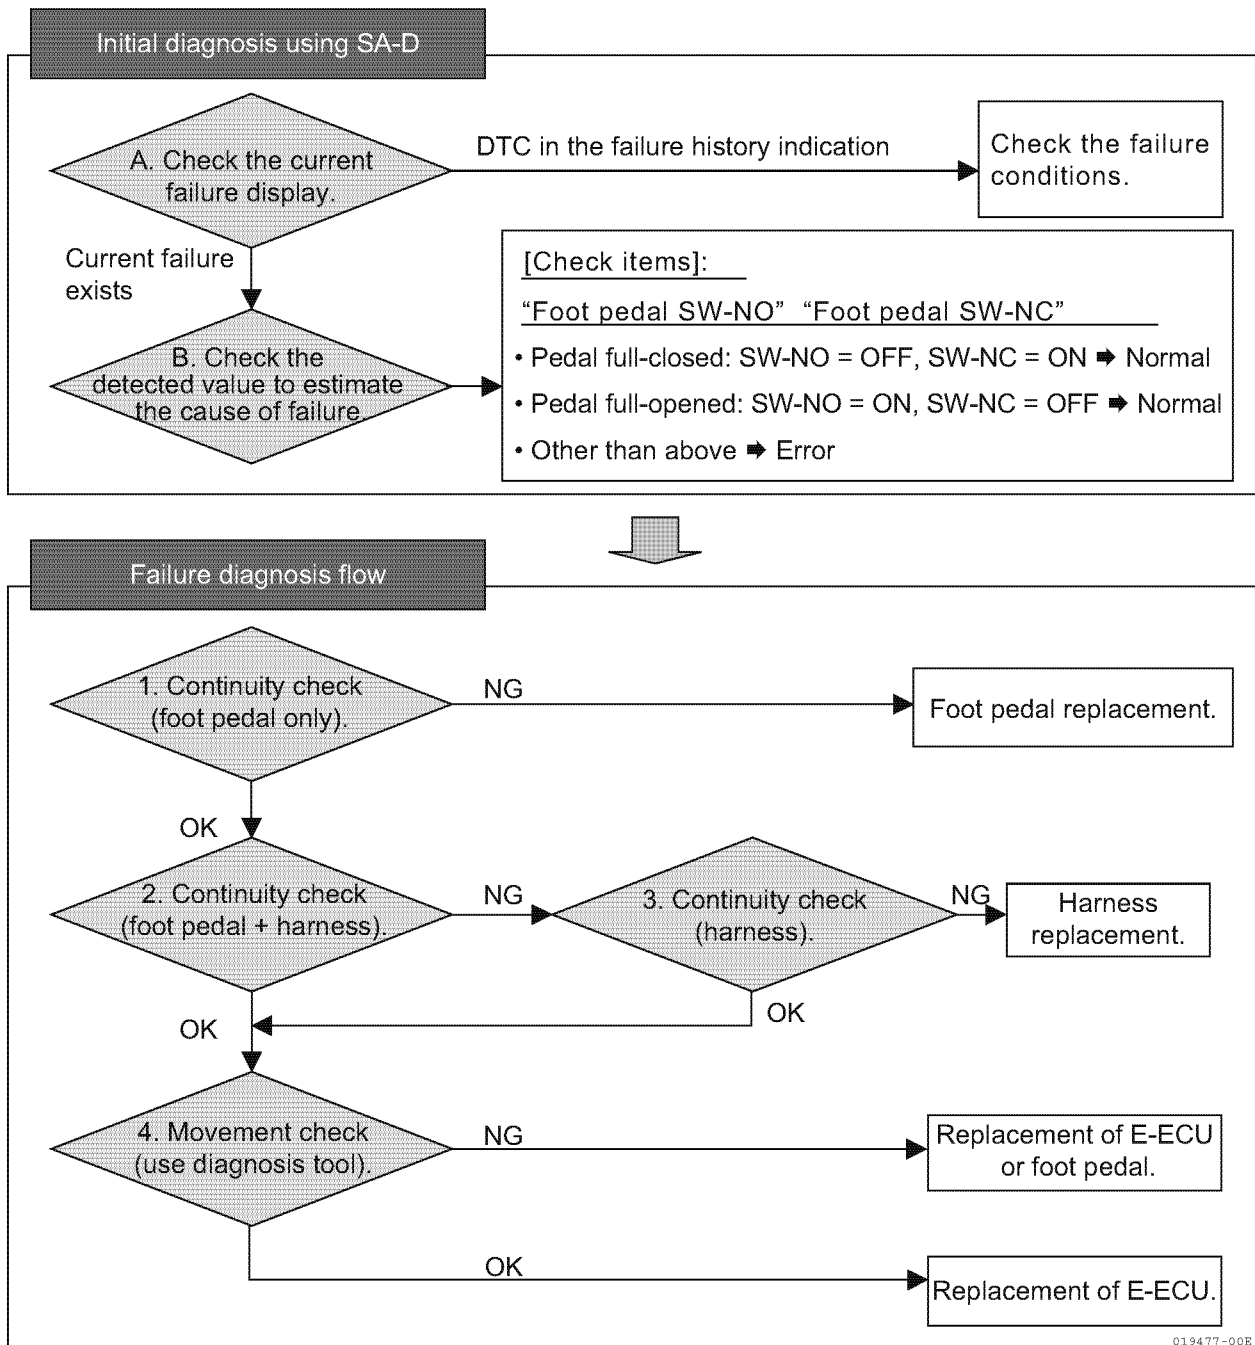 Initial diagnosis using SA-D
A. Check the current
failure display.
DTC in the failure history indication
Check the failure
conditions.
Current failure
exists
B. Check the
detected value to estimate
the cause of failure.
[Check items]:
“Foot pedal SW-NO” “Foot pedal SW-NC”
• Pedal full-closed: SW-NO = OFF, SW-NC = ON ➡ Normal
• Pedal full-opened: SW-NO = ON, SW-NC = OFF ➡ Normal
• Other than above ➡ Error
Failure diagnosis flow
1. Continuity check
(foot pedal only).
NG
Foot pedal replacement.
OK
2. Continuity check
(foot pedal + harness).
NG
3. Continuity check
(harness).
NG
Harness
replacement.
OK
OK
4. Movement check
(use diagnosis tool).
NG
Replacement of E-ECU
or foot pedal.
OK
Replacement of E-ECU.
019477-00E